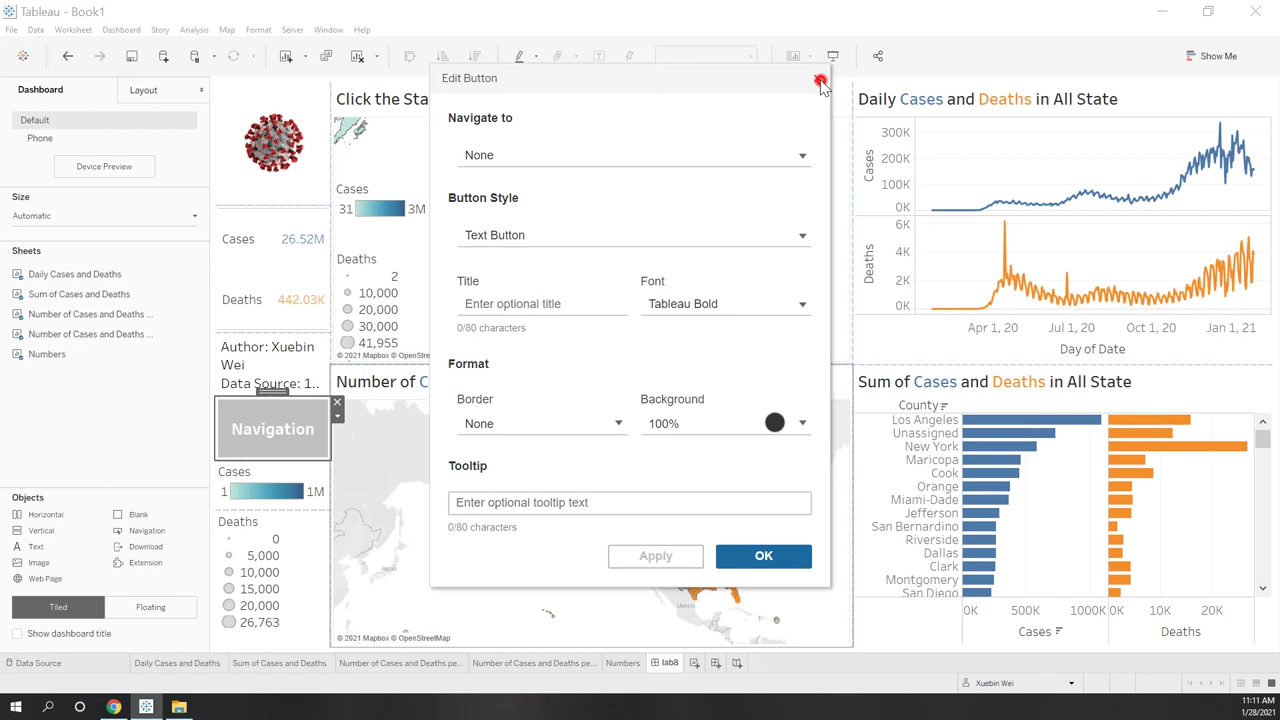 Tableau - Book1
File Data Worksheet Dashboard Story Analysis Map Format Server Window Help
Show Me
Dashboard Layout
Default
Phone
Device Preview
Size
Automatic
Sheets
Daily Cases and Deaths
Sum of Cases and Deaths
Number of Cases and Deaths ...
Number of Cases and Deaths ...
Numbers
Objects
Horizontal Blank
Vertical Navigation
Text Download
Image Extension
Web Page
Tiled Floating
Show dashboard title
Cases 26.52M
Deaths 442.03K
Author: Xuebin
Wei
Data Source: 1..
Navigation
Cases
1 1M
Deaths
0
5,000
10,000
15,000
20,000
26,763
Click the Sta
Cases
31 3M
Deaths
2
10,000
20,000
30,000
41,955
© 2021 Mapbox © OpenStre
Number of C
Japan
Mexico
© 2021 Mapbox © OpenStreetMap
Edit Button
Navigate to
None
Button Style
Text Button
Title Font
Enter optional title Tableau Bold
0/80 characters
Format
Border Background
None 100%
Tooltip
Enter optional tooltip text
0/80 characters
Apply OK
Daily Cases and Deaths in All State
Cases
300K
200K
100K
0K
Deaths
6K
4K
2K
0K
Apr 1, 20 Jul 1, 20 Oct 1, 20 Jan 1, 21
Day of Date
Sum of Cases and Deaths in All State
County
Los Angeles
Unassigned
New York
Maricopa
Cook
Orange
Miami-Dade
Jefferson
San Bernardino
Riverside
Dallas
Clark
Montgomery
San Diego
0K 500K 1000K 0K 10K 20K
Cases Deaths
Data Source Daily Cases and Deaths Sum of Cases and Deaths Number of Cases and Deaths pe... Number of Cases and Deaths pe... Numbers lab8
Xuebin Wei
11:11 AM
1/28/2021